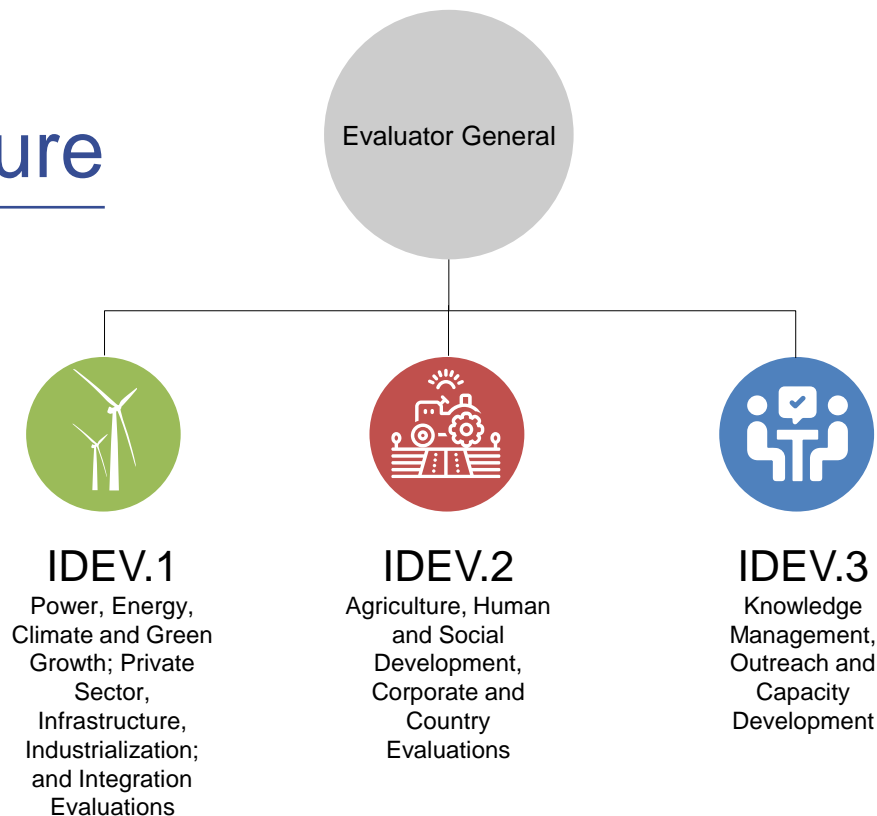 ure
Evaluator General
IDEV.1
Power, Energy,
Climate and Green
Growth; Private
Sector,
Infrastructure,
Industrialization;
and Integration
Evaluations
IDEV.2
Agriculture, Human
and Social
Development,
Corporate and
Country
Evaluations
IDEV.3
Knowledge
Management,
Outreach and
Capacity
Development